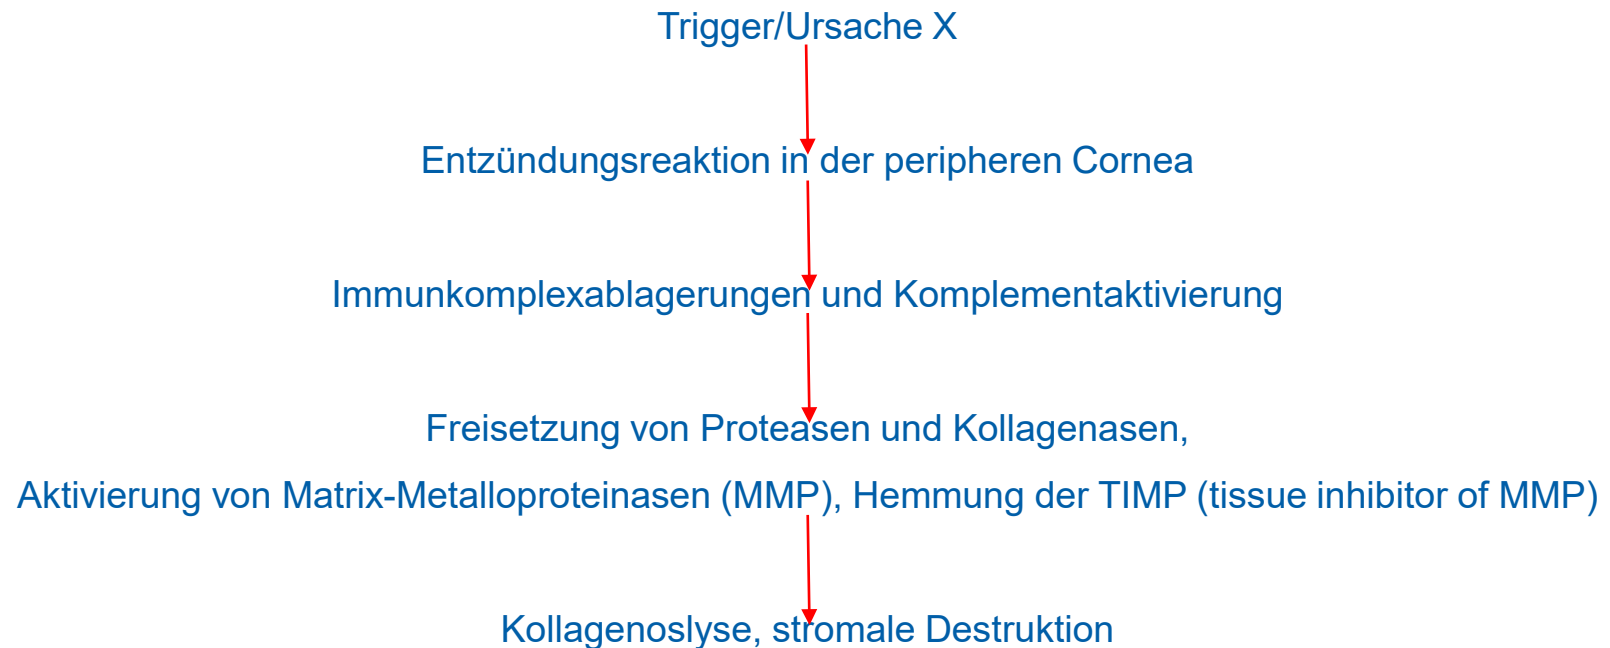 Trigger/Ursache X
Entzündungsreaktion in der peripheren Cornea
Immunkomplexablagerungen und Komplementaktivierung
Freisetzung von Proteasen und Kollagenasen,
Aktivierung von Matrix-Metalloproteinasen (MMP), Hemmung der TIMP (tissue inhibitor of MMP)
Kollagenoslyse, stromale Destruktion